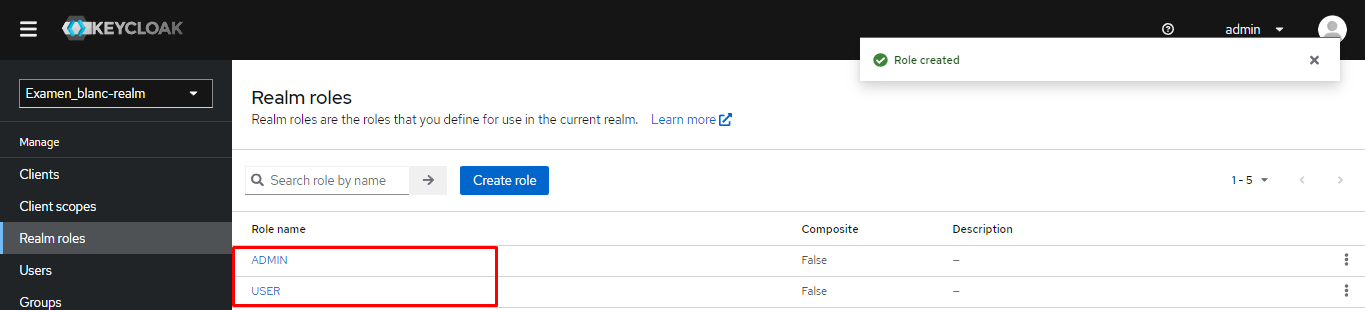 KEYCLOAK
admin
Role created
Examen_blanc-realm
Manage
Clients
Client scopes
Realm roles
Users
Groups
Realm roles
Realm roles are the roles that you define for use in the current realm. Learn more
Search role by name
Create role
1 - 5
Role name Composite Description
ADMIN False –
USER False –